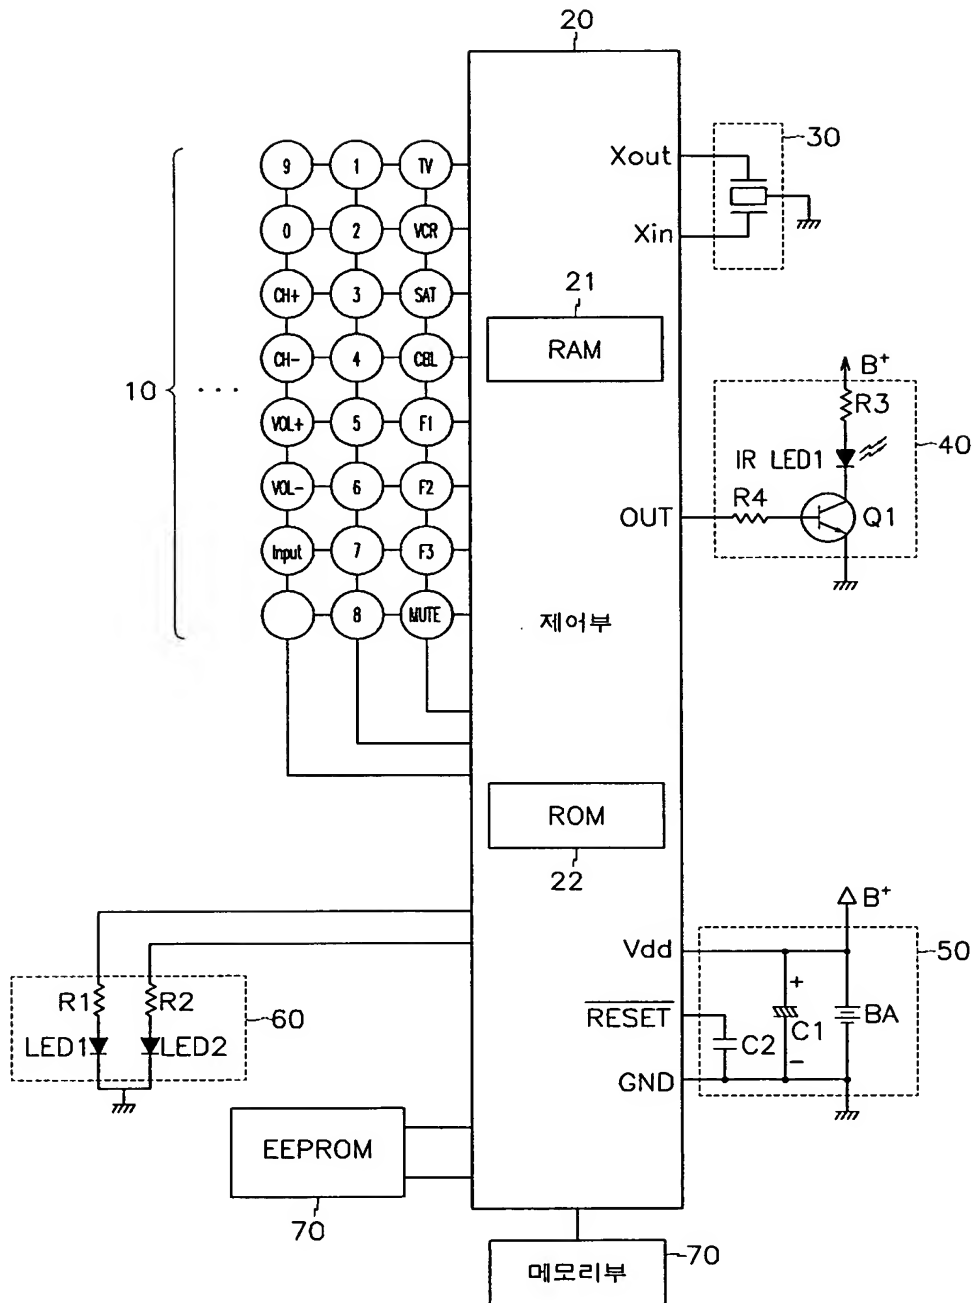 20
30
Xout
Xin
9 1 TV
0 2 VCR
CH+ 3 SAT
CH- 4 CBL
VOL+ 5 F1
VOL- 6 F2
Input 7 F3
8 MUTE
10
...
21
RAM
B+
R3
IR LED1
40
R4
Q1
OUT
제어부
ROM
22
B+
Vdd
50
+
RESET
C2
C1
BA
-
GND
R1 R2
60
LED1 LED2
EEPROM
70
메모리부
70